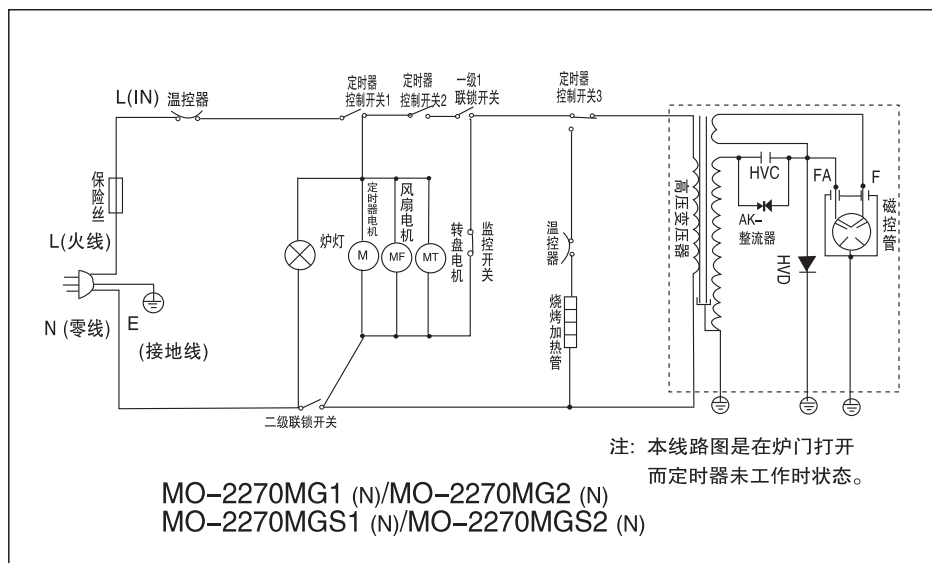 L(IN)
温控器
定时器
控制开关1
定时器
控制开关2
一级1
联锁开关
定时器
控制开关3
保险丝
L(火线)
N (零线)
E
(接地线)
炉灯
定时器电机
M
风扇电机
MF
MT
转盘电机
监控开关
温控器
烧烤加热管
二级联锁开关
高压变压器
HVC
AK-
整流器
HVD
FA
F
磁控管
注: 本线路图是在炉门打开
而定时器未工作时状态。
MO-2270MG1 (N)/MO-2270MG2 (N)
MO-2270MGS1 (N)/MO-2270MGS2 (N)